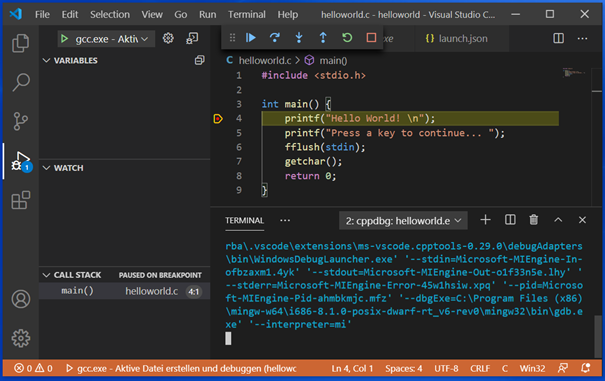 File Edit Selection View Go Run Terminal Help helloworld.c - helloworld - Visual Studio C...
gcc.exe - Aktive
launch.json
VARIABLES
WATCH
CALL STACK PAUSED ON BREAKPOINT
main() helloworld.c 4:1
1
helloworld.c > main()
1 #include <stdio.h>
2
3 int main() {
4 printf("Hello World! \n");
5 printf("Press a key to continue... ");
6 fflush(stdin);
7 getchar();
8 return 0;
9 }
TERMINAL ... 2: cppdbg: helloworld.e
rba\.vscode\extensions\ms-vscode.cpptools-0.29.0\debugAdapters
\bin\WindowsDebugLauncher.exe' '--stdin=Microsoft-MIEngine-In-
ofbzaxm1.4yk' '--stdout=Microsoft-MIEngine-Out-o1f33n5e.lhy' '
--stderr=Microsoft-MIEngine-Error-45w1hsiw.xpq' '--pid=Microso
ft-MIEngine-Pid-ahmbkmjc.mfz' '--dbgExe=C:\Program Files (x86)
\mingw-w64\i686-8.1.0-posix-dwarf-rt_v6-rev0\mingw32\bin\gdb.e
xe' '--interpreter=mi'
0 0 gcc.exe - Aktive Datei erstellen und debuggen (hellowc Ln 4, Col 1 Spaces: 4 UTF-8 CRLF C Win32